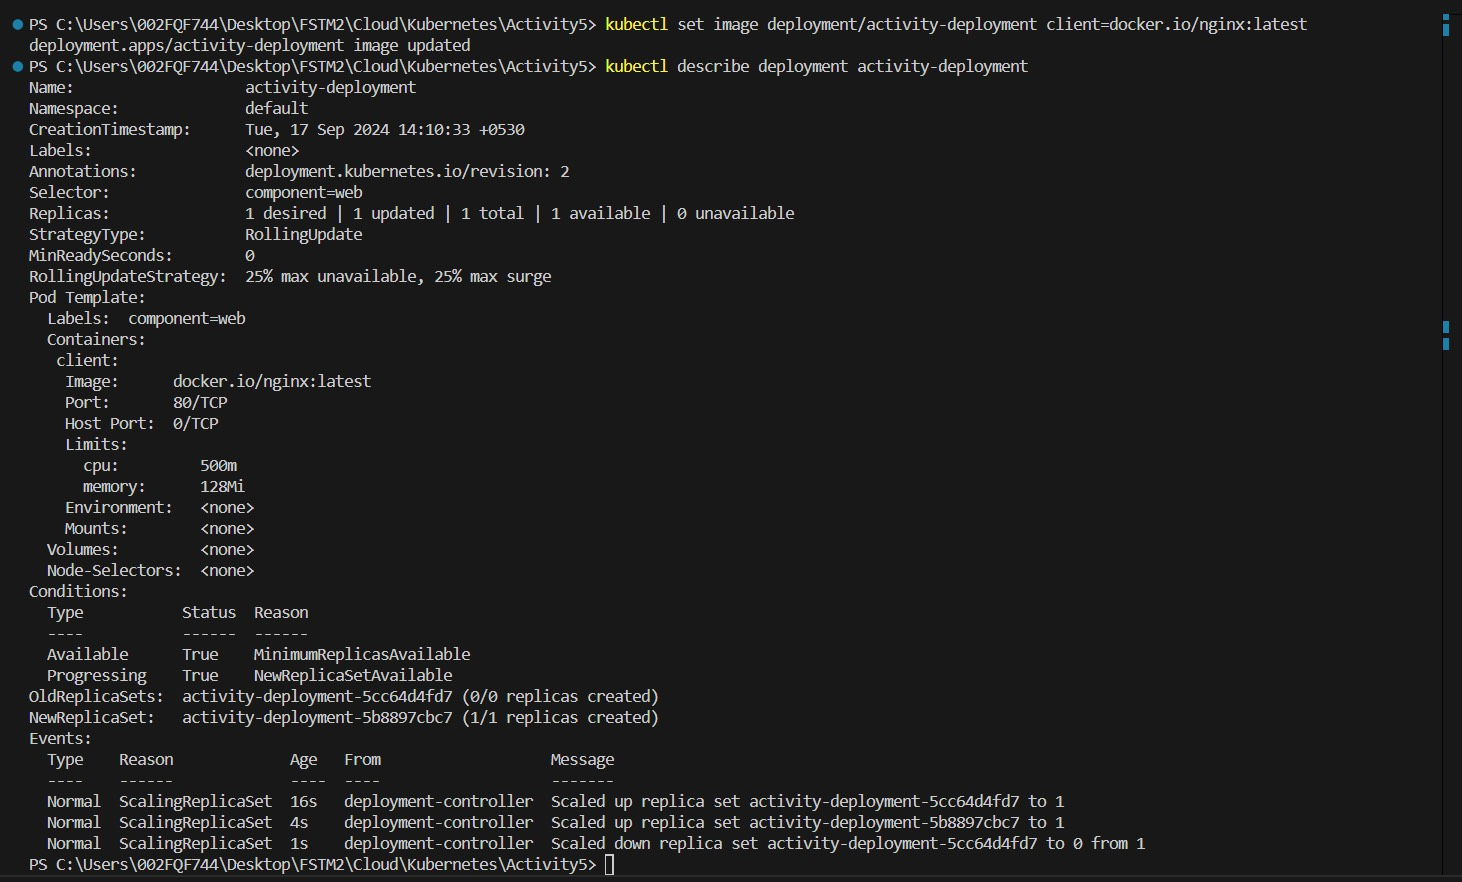 PS C:\Users\002FQF744\Desktop\FSTM2\Cloud\Kubernetes\Activity5> kubectl set image deployment/activity-deployment client=docker.io/nginx:latest
deployment.apps/activity-deployment image updated
PS C:\Users\002FQF744\Desktop\FSTM2\Cloud\Kubernetes\Activity5> kubectl describe deployment activity-deployment
Name:                   activity-deployment
Namespace:              default
CreationTimestamp:      Tue, 17 Sep 2024 14:10:33 +0530
Labels:                 <none>
Annotations:            deployment.kubernetes.io/revision: 2
Selector:               component=web
Replicas:               1 desired | 1 updated | 1 total | 1 available | 0 unavailable
StrategyType:           RollingUpdate
MinReadySeconds:        0
RollingUpdateStrategy:  25% max unavailable, 25% max surge
Pod Template:
  Labels:  component=web
  Containers:
   client:
    Image:      docker.io/nginx:latest
    Port:       80/TCP
    Host Port:  0/TCP
    Limits:
      cpu:         500m
      memory:      128Mi
    Environment:   <none>
    Mounts:        <none>
  Volumes:         <none>
  Node-Selectors:  <none>
Conditions:
  Type           Status  Reason
  ----           ------  ------
  Available      True    MinimumReplicasAvailable
  Progressing    True    NewReplicaSetAvailable
OldReplicaSets:  activity-deployment-5cc64d4fd7 (0/0 replicas created)
NewReplicaSet:   activity-deployment-5b8897cbc7 (1/1 replicas created)
Events:
  Type    Reason             Age   From                   Message
  ----    ------             ----  ----                   -------
  Normal  ScalingReplicaSet  16s   deployment-controller  Scaled up replica set activity-deployment-5cc64d4fd7 to 1
  Normal  ScalingReplicaSet  4s    deployment-controller  Scaled up replica set activity-deployment-5b8897cbc7 to 1
  Normal  ScalingReplicaSet  1s    deployment-controller  Scaled down replica set activity-deployment-5cc64d4fd7 to 0 from 1
PS C:\Users\002FQF744\Desktop\FSTM2\Cloud\Kubernetes\Activity5>